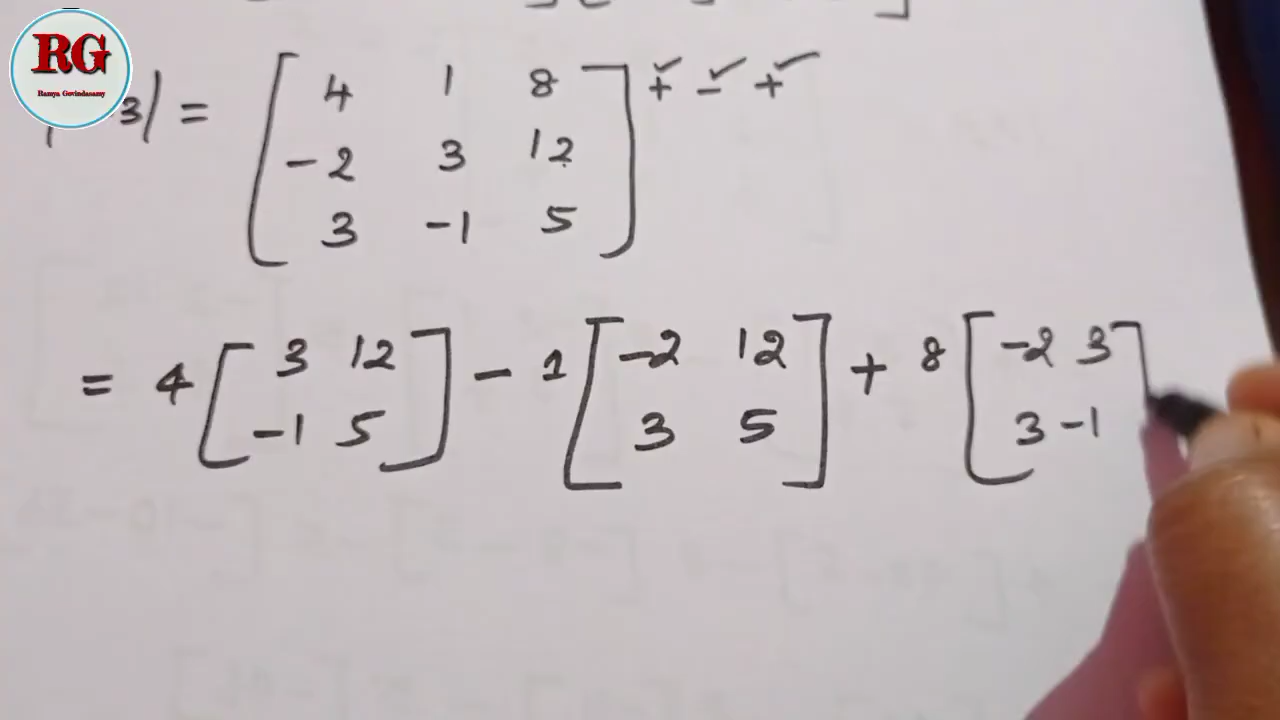 RG
Ramya Govindasamy
3| = [ 4 1 8 ] + - +
-2 3 12
3 -1 5
= 4 [ 3 12 ] - 1 [ -2 12 ] + 8 [ -2 3 ]
-1 5 3 5 3 -1